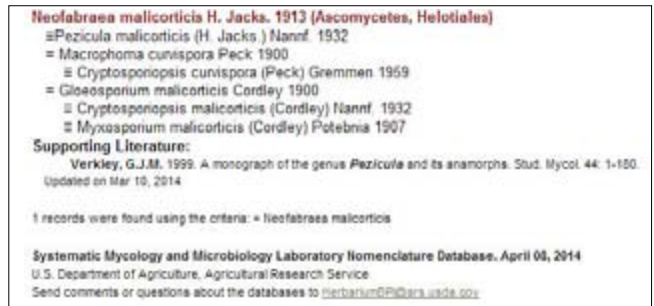 Neofabraea malicorticis H. Jacks. 1913 (Ascomycetes, Helotiales)
≡Pezicula malicorticis (H. Jacks.) Nannf. 1932
= Macrophoma curvispora Peck 1900
≡ Cryptosporiopsis curvispora (Peck) Gremmen 1959
= Gloeosporium malicorticis Cordley 1900
≡ Cryptosporiopsis malicorticis (Cordley) Nannf. 1932
≡ Myxosporium malicorticis (Cordley) Potebnia 1907
Supporting Literature:
Verkley, G.J.M. 1999. A monograph of the genus Pezicula and its anamorphs. Stud. Mycol. 44: 1-180.
Updated on Mar 10, 2014
1 records were found using the criteria: = Neofabraea malicorticis
Systematic Mycology and Microbiology Laboratory Nomenclature Database. April 08, 2014
U.S. Department of Agriculture, Agricultural Research Service.
Send comments or questions about the databases to HerbariumBPI@ars.usda.gov